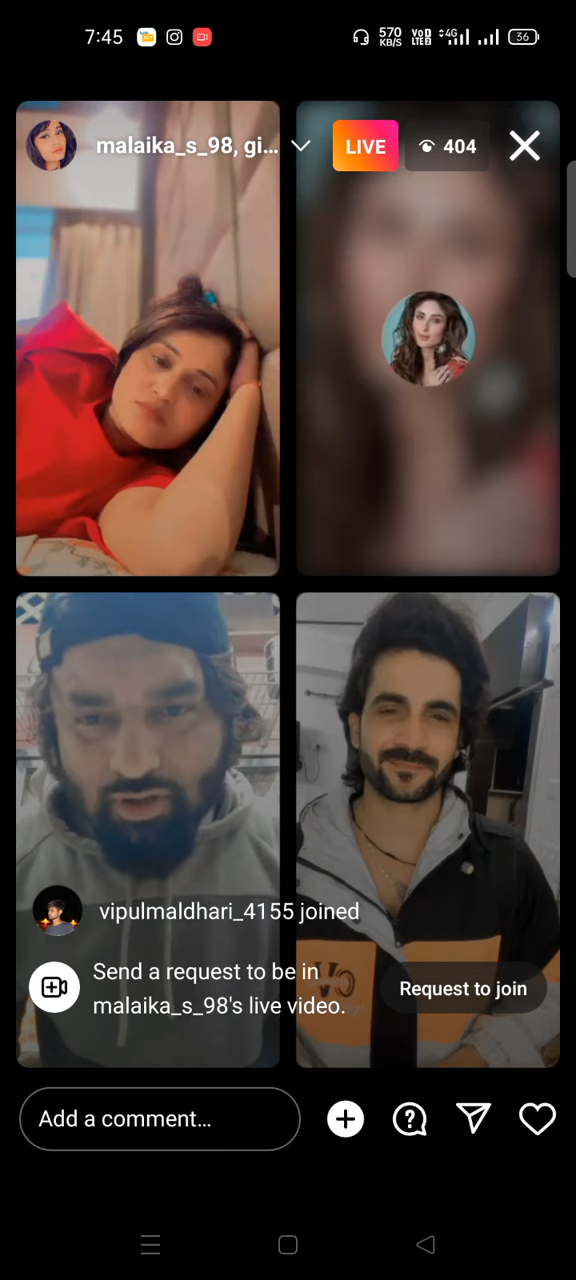 7:45
570
KB/S
VoD
LTE2
4G
36
malaika_s_98, gi...
LIVE
404
vipulmaldhari_4155 joined
Send a request to be in
malaika_s_98's live video.
Request to join
Add a comment...